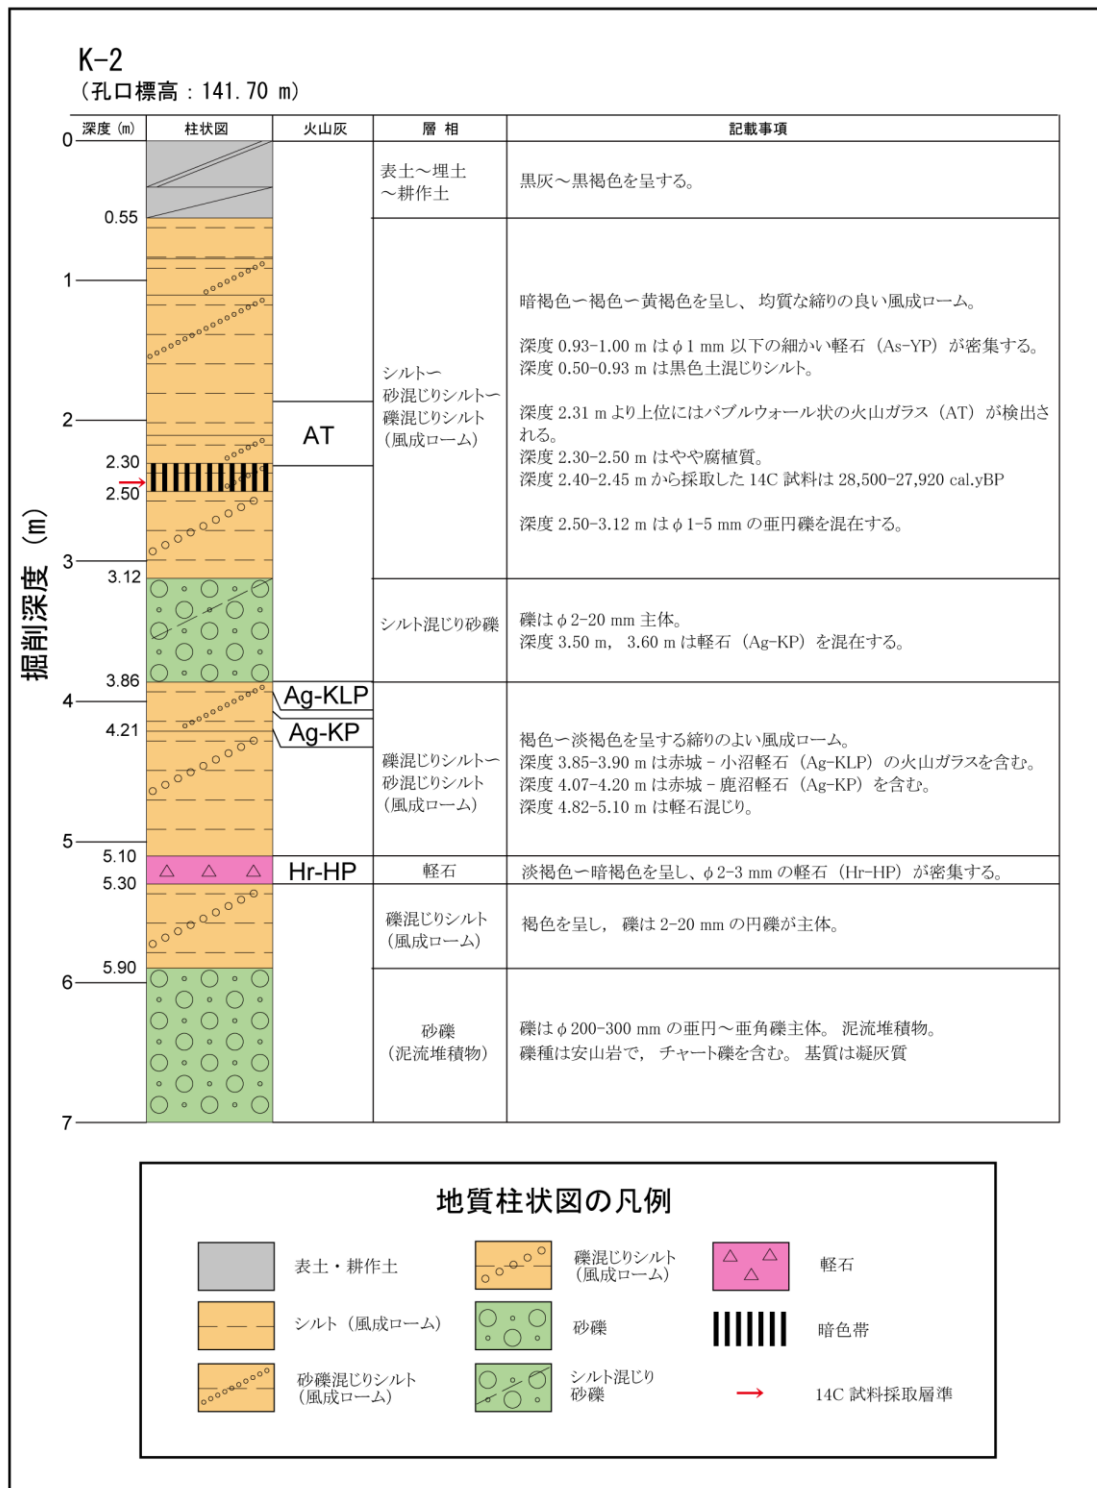 K-2
(孔口標高：141.70 m)
深度 (m)
柱状図
火山灰
層 相
記載事項
掘削深度 (m)
0
表土～埋土
～耕作土
黒灰～黒褐色を呈する。
0.55
1
2
2.30
2.50
3
3.12
AT
シルト～
砂混じりシルト～
礫混じりシルト
(風成ローム)
暗褐色～褐色～黄褐色を呈し、均質な締りの良い風成ローム。
深度 0.93-1.00 m はφ1 mm 以下の細かい軽石（As-YP）が密集する。
深度 0.50-0.93 m は黒色土混じりシルト。
深度 2.31 m より上位にはバブルウォール状の火山ガラス（AT）が検出さ
れる。
深度 2.30-2.50 m はやや腐植質。
深度 2.40-2.45 m から採取した 14C 試料は 28,500-27,920 cal.yBP
深度 2.50-3.12 m はφ1-5 mm の亜円礫を混在する。
シルト混じり砂礫
礫はφ2-20 mm 主体。
深度 3.50 m， 3.60 m は軽石（Ag-KP）を混在する。
3.86
4
4.21
5
5.10
Ag-KLP
Ag-KP
礫混じりシルト～
砂混じりシルト
(風成ローム)
褐色～淡褐色を呈する締りのよい風成ローム。
深度 3.85-3.90 m は赤城－小沼軽石（Ag-KLP）の火山ガラスを含む。
深度 4.07-4.20 m は赤城－鹿沼軽石（Ag-KP）を含む。
深度 4.82-5.10 m は軽石混じり。
Hr-HP
軽石
淡褐色～暗褐色を呈し、φ2-3 mm の軽石（Hr-HP）が密集する。
5.30
礫混じりシルト
(風成ローム)
褐色を呈し， 礫は 2-20 mm の円礫が主体。
5.90
6
砂礫
(泥流堆積物)
礫はφ200-300 mm の亜円～亜角礫主体。 泥流堆積物。
礫種は安山岩で， チャート礫を含む。 基質は凝灰質
7
地質柱状図の凡例
表土・耕作土
礫混じりシルト
(風成ローム)
軽石
シルト (風成ローム)
砂礫
暗色帯
砂礫混じりシルト
(風成ローム)
シルト混じり
砂礫
14C 試料採取層準